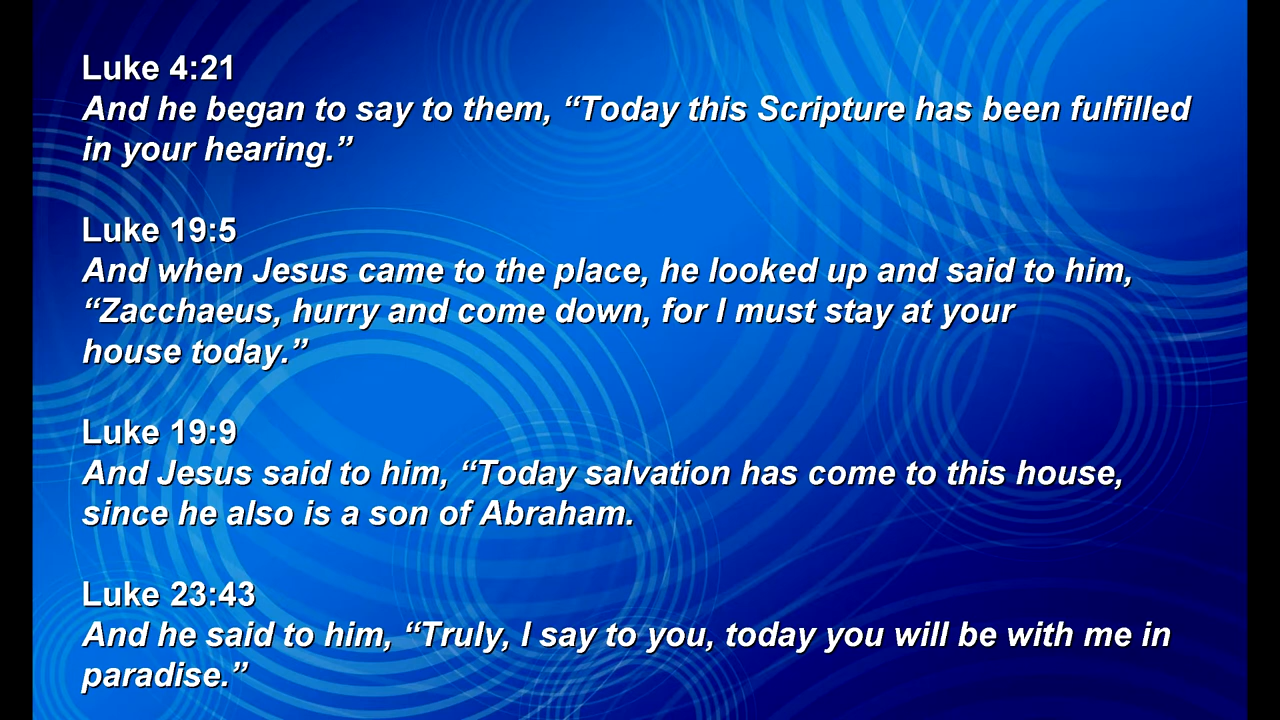 Luke 4:21
And he began to say to them, “Today this Scripture has been fulfilled
in your hearing.”
Luke 19:5
And when Jesus came to the place, he looked up and said to him,
“Zacchaeus, hurry and come down, for I must stay at your
house today.”
Luke 19:9
And Jesus said to him, “Today salvation has come to this house,
since he also is a son of Abraham.
Luke 23:43
And he said to him, “Truly, I say to you, today you will be with me in
paradise.”